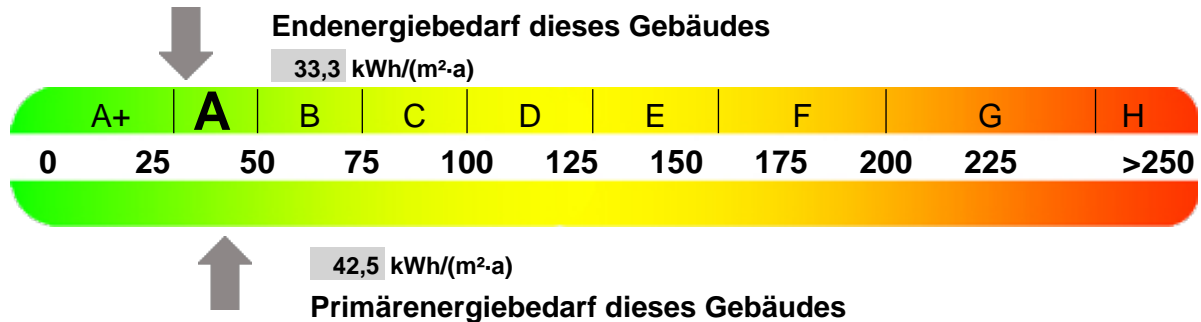 Endenergiebedarf dieses Gebäudes
33,3 kWh/(m²·a)
A+ A B C D E F G H
0 25 50 75 100 125 150 175 200 225 >250
42,5 kWh/(m²·a)
Primärenergiebedarf dieses Gebäudes